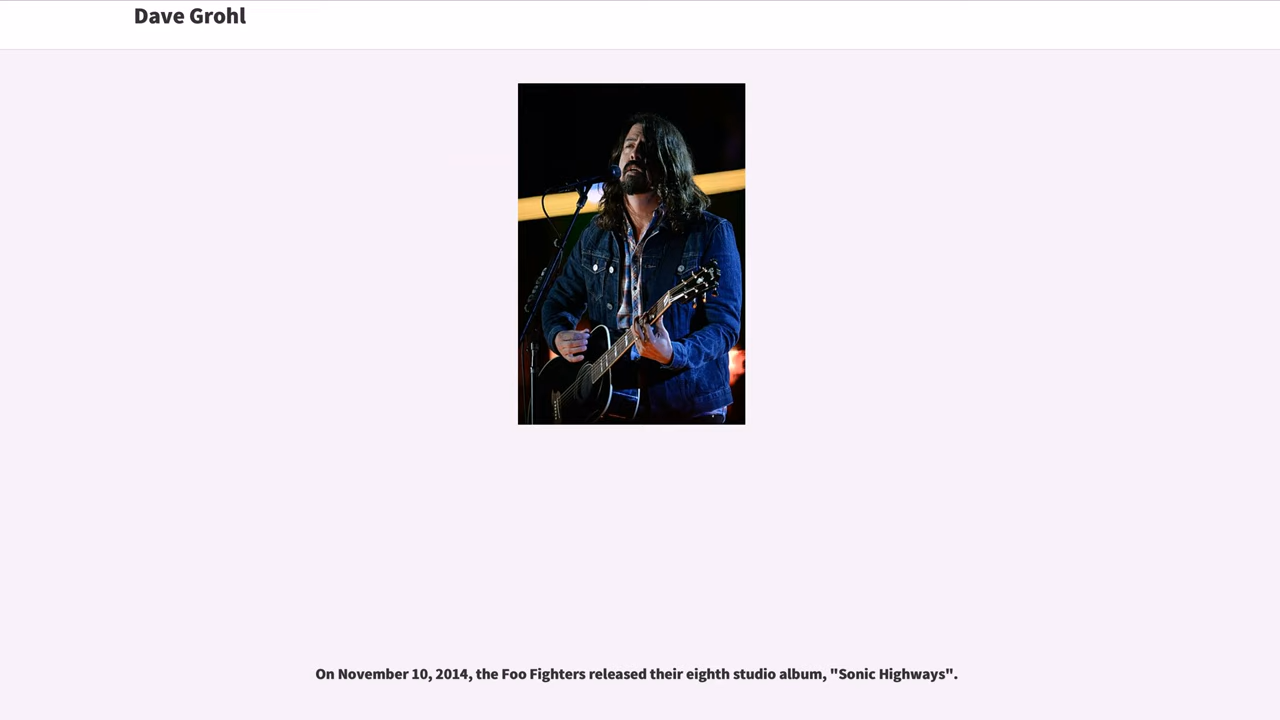 Dave Grohl
On November 10, 2014, the Foo Fighters released their eighth studio album, "Sonic Highways".